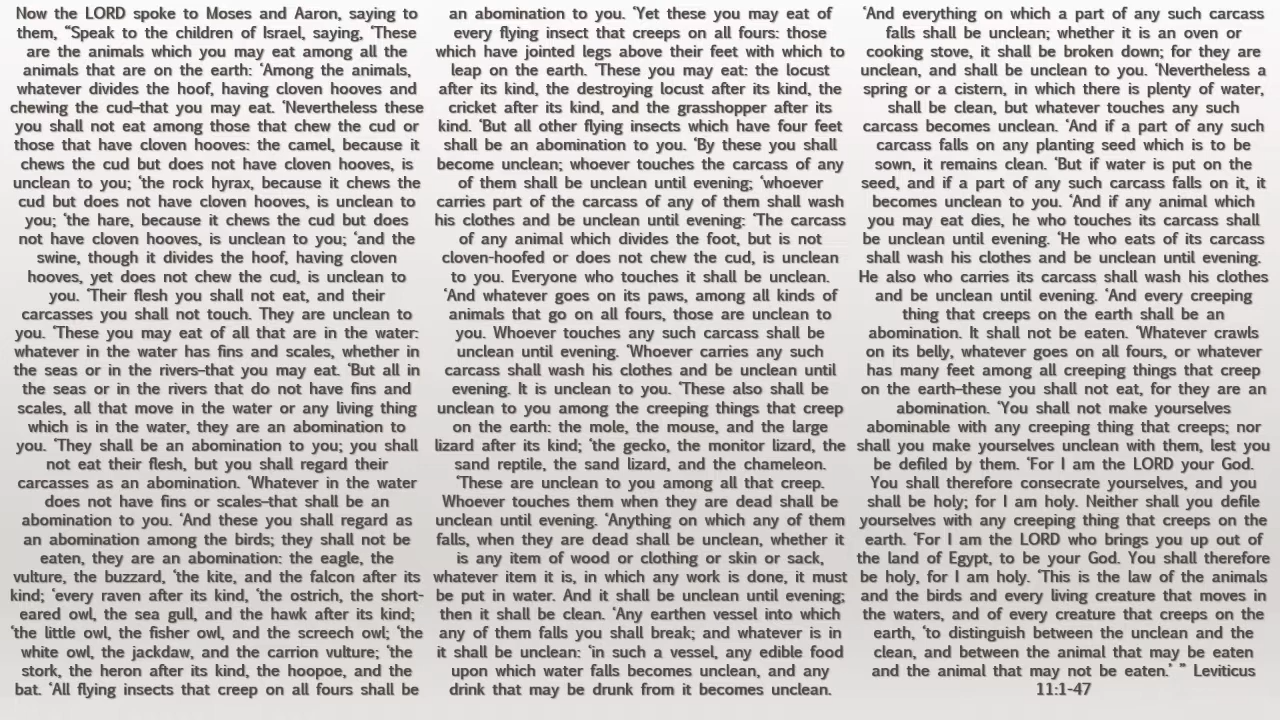 Now the LORD spoke to Moses and Aaron, saying to
them, “Speak to the children of Israel, saying, ‘These
are the animals which you may eat among all the
animals that are on the earth: ‘Among the animals,
whatever divides the hoof, having cloven hooves and
chewing the cud–that you may eat. ‘Nevertheless these
you shall not eat among those that chew the cud or
those that have cloven hooves: the camel, because it
chews the cud but does not have cloven hooves, is
unclean to you; ‘the rock hyrax, because it chews the
cud but does not have cloven hooves, is unclean to
you; ‘the hare, because it chews the cud but does
not have cloven hooves, is unclean to you; ‘and the
swine, though it divides the hoof, having cloven
hooves, yet does not chew the cud, is unclean to
you. ‘Their flesh you shall not eat, and their
carcasses you shall not touch. They are unclean to
you. ‘These you may eat of all that are in the water:
whatever in the water has fins and scales, whether in
the seas or in the rivers–that you may eat. ‘But all in
the seas or in the rivers that do not have fins and
scales, all that move in the water or any living thing
which is in the water, they are an abomination to
you. ‘They shall be an abomination to you; you shall
not eat their flesh, but you shall regard their
carcasses as an abomination. ‘Whatever in the water
does not have fins or scales–that shall be an
abomination to you. ‘And these you shall regard as
an abomination among the birds; they shall not be
eaten, they are an abomination: the eagle, the
vulture, the buzzard, ‘the kite, and the falcon after its
kind; ‘every raven after its kind, ‘the ostrich, the short-
eared owl, the sea gull, and the hawk after its kind;
‘the little owl, the fisher owl, and the screech owl; ‘the
white owl, the jackdaw, and the carrion vulture; ‘the
stork, the heron after its kind, the hoopoe, and the
bat. ‘All flying insects that creep on all fours shall be
an abomination to you. ‘Yet these you may eat of
every flying insect that creeps on all fours: those
which have jointed legs above their feet with which to
leap on the earth. ‘These you may eat: the locust
after its kind, the destroying locust after its kind, the
cricket after its kind, and the grasshopper after its
kind. ‘But all other flying insects which have four feet
shall be an abomination to you. ‘By these you shall
become unclean; whoever touches the carcass of any
of them shall be unclean until evening; ‘whoever
carries part of the carcass of any of them shall wash
his clothes and be unclean until evening: ‘The carcass
of any animal which divides the foot, but is not
cloven-hoofed or does not chew the cud, is unclean
to you. Everyone who touches it shall be unclean.
‘And whatever goes on its paws, among all kinds of
animals that go on all fours, those are unclean to
you. Whoever touches any such carcass shall be
unclean until evening. ‘Whoever carries any such
carcass shall wash his clothes and be unclean until
evening. It is unclean to you. ‘These also shall be
unclean to you among the creeping things that creep
on the earth: the mole, the mouse, and the large
lizard after its kind; ‘the gecko, the monitor lizard, the
sand reptile, the sand lizard, and the chameleon.
‘These are unclean to you among all that creep.
Whoever touches them when they are dead shall be
unclean until evening. ‘Anything on which any of them
falls, when they are dead shall be unclean, whether it
is any item of wood or clothing or skin or sack,
whatever item it is, in which any work is done, it must
be put in water. And it shall be unclean until evening;
then it shall be clean. ‘Any earthen vessel into which
any of them falls you shall break; and whatever is in
it shall be unclean: ‘in such a vessel, any edible food
upon which water falls becomes unclean, and any
drink that may be drunk from it becomes unclean.
‘And everything on which a part of any such carcass
falls shall be unclean; whether it is an oven or
cooking stove, it shall be broken down; for they are
unclean, and shall be unclean to you. ‘Nevertheless a
spring or a cistern, in which there is plenty of water,
shall be clean, but whatever touches any such
carcass becomes unclean. ‘And if a part of any such
carcass falls on any planting seed which is to be
sown, it remains clean. ‘But if water is put on the
seed, and if a part of any such carcass falls on it, it
becomes unclean to you. ‘And if any animal which
you may eat dies, he who touches its carcass shall
be unclean until evening. ‘He who eats of its carcass
shall wash his clothes and be unclean until evening.
He also who carries its carcass shall wash his clothes
and be unclean until evening. ‘And every creeping
thing that creeps on the earth shall be an
abomination. It shall not be eaten. ‘Whatever crawls
on its belly, whatever goes on all fours, or whatever
has many feet among all creeping things that creep
on the earth–these you shall not eat, for they are an
abomination. ‘You shall not make yourselves
abominable with any creeping thing that creeps; nor
shall you make yourselves unclean with them, lest you
be defiled by them. ‘For I am the LORD your God.
You shall therefore consecrate yourselves, and you
shall be holy; for I am holy. Neither shall you defile
yourselves with any creeping thing that creeps on the
earth. ‘For I am the LORD who brings you up out of
the land of Egypt, to be your God. You shall therefore
be holy, for I am holy. ‘This is the law of the animals
and the birds and every living creature that moves in
the waters, and of every creature that creeps on the
earth, ‘to distinguish between the unclean and the
clean, and between the animal that may be eaten
and the animal that may not be eaten.’ ” Leviticus
11:1-47